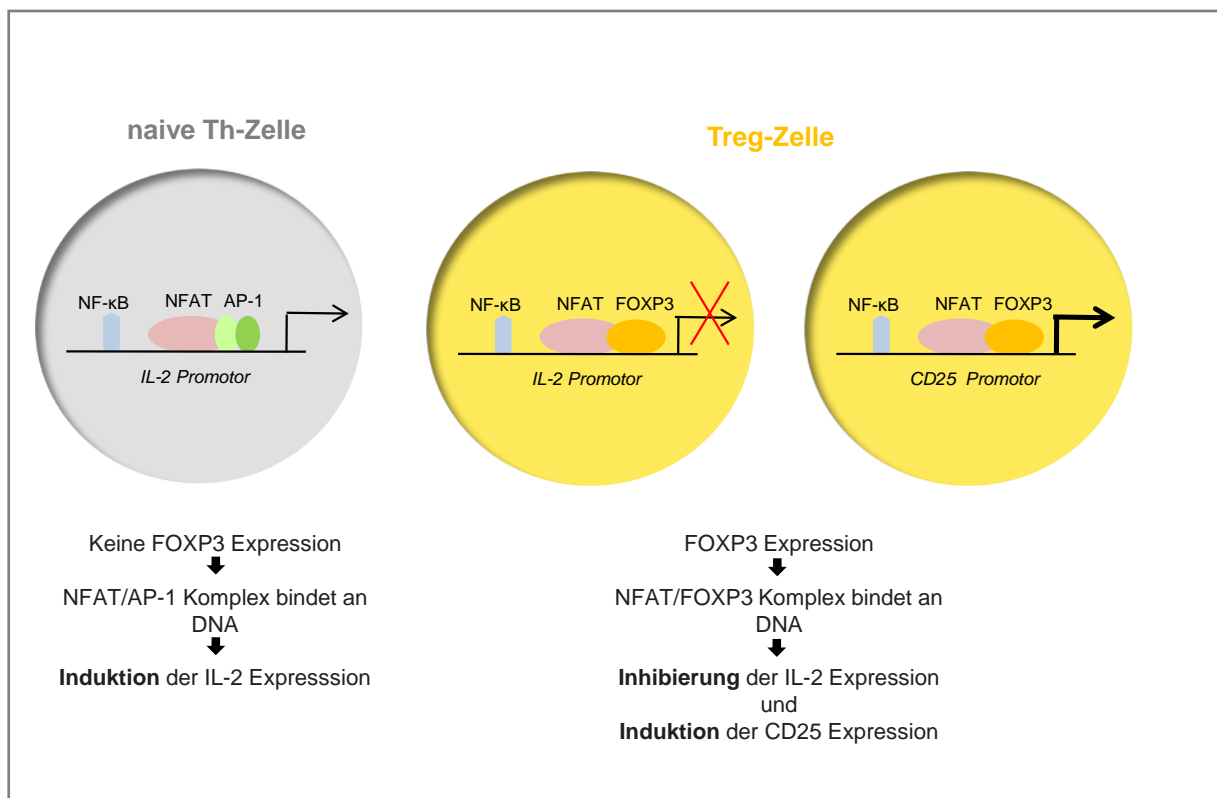 naive Th-Zelle
NF-κB NFAT AP-1
IL-2 Promotor
Keine FOXP3 Expression
NFAT/AP-1 Komplex bindet an
DNA
Induktion der IL-2 Expresssion
Treg-Zelle
NF-κB NFAT FOXP3
IL-2 Promotor
NF-κB NFAT FOXP3
CD25 Promotor
FOXP3 Expression
NFAT/FOXP3 Komplex bindet an
DNA
Inhibierung der IL-2 Expression
und
Induktion der CD25 Expression